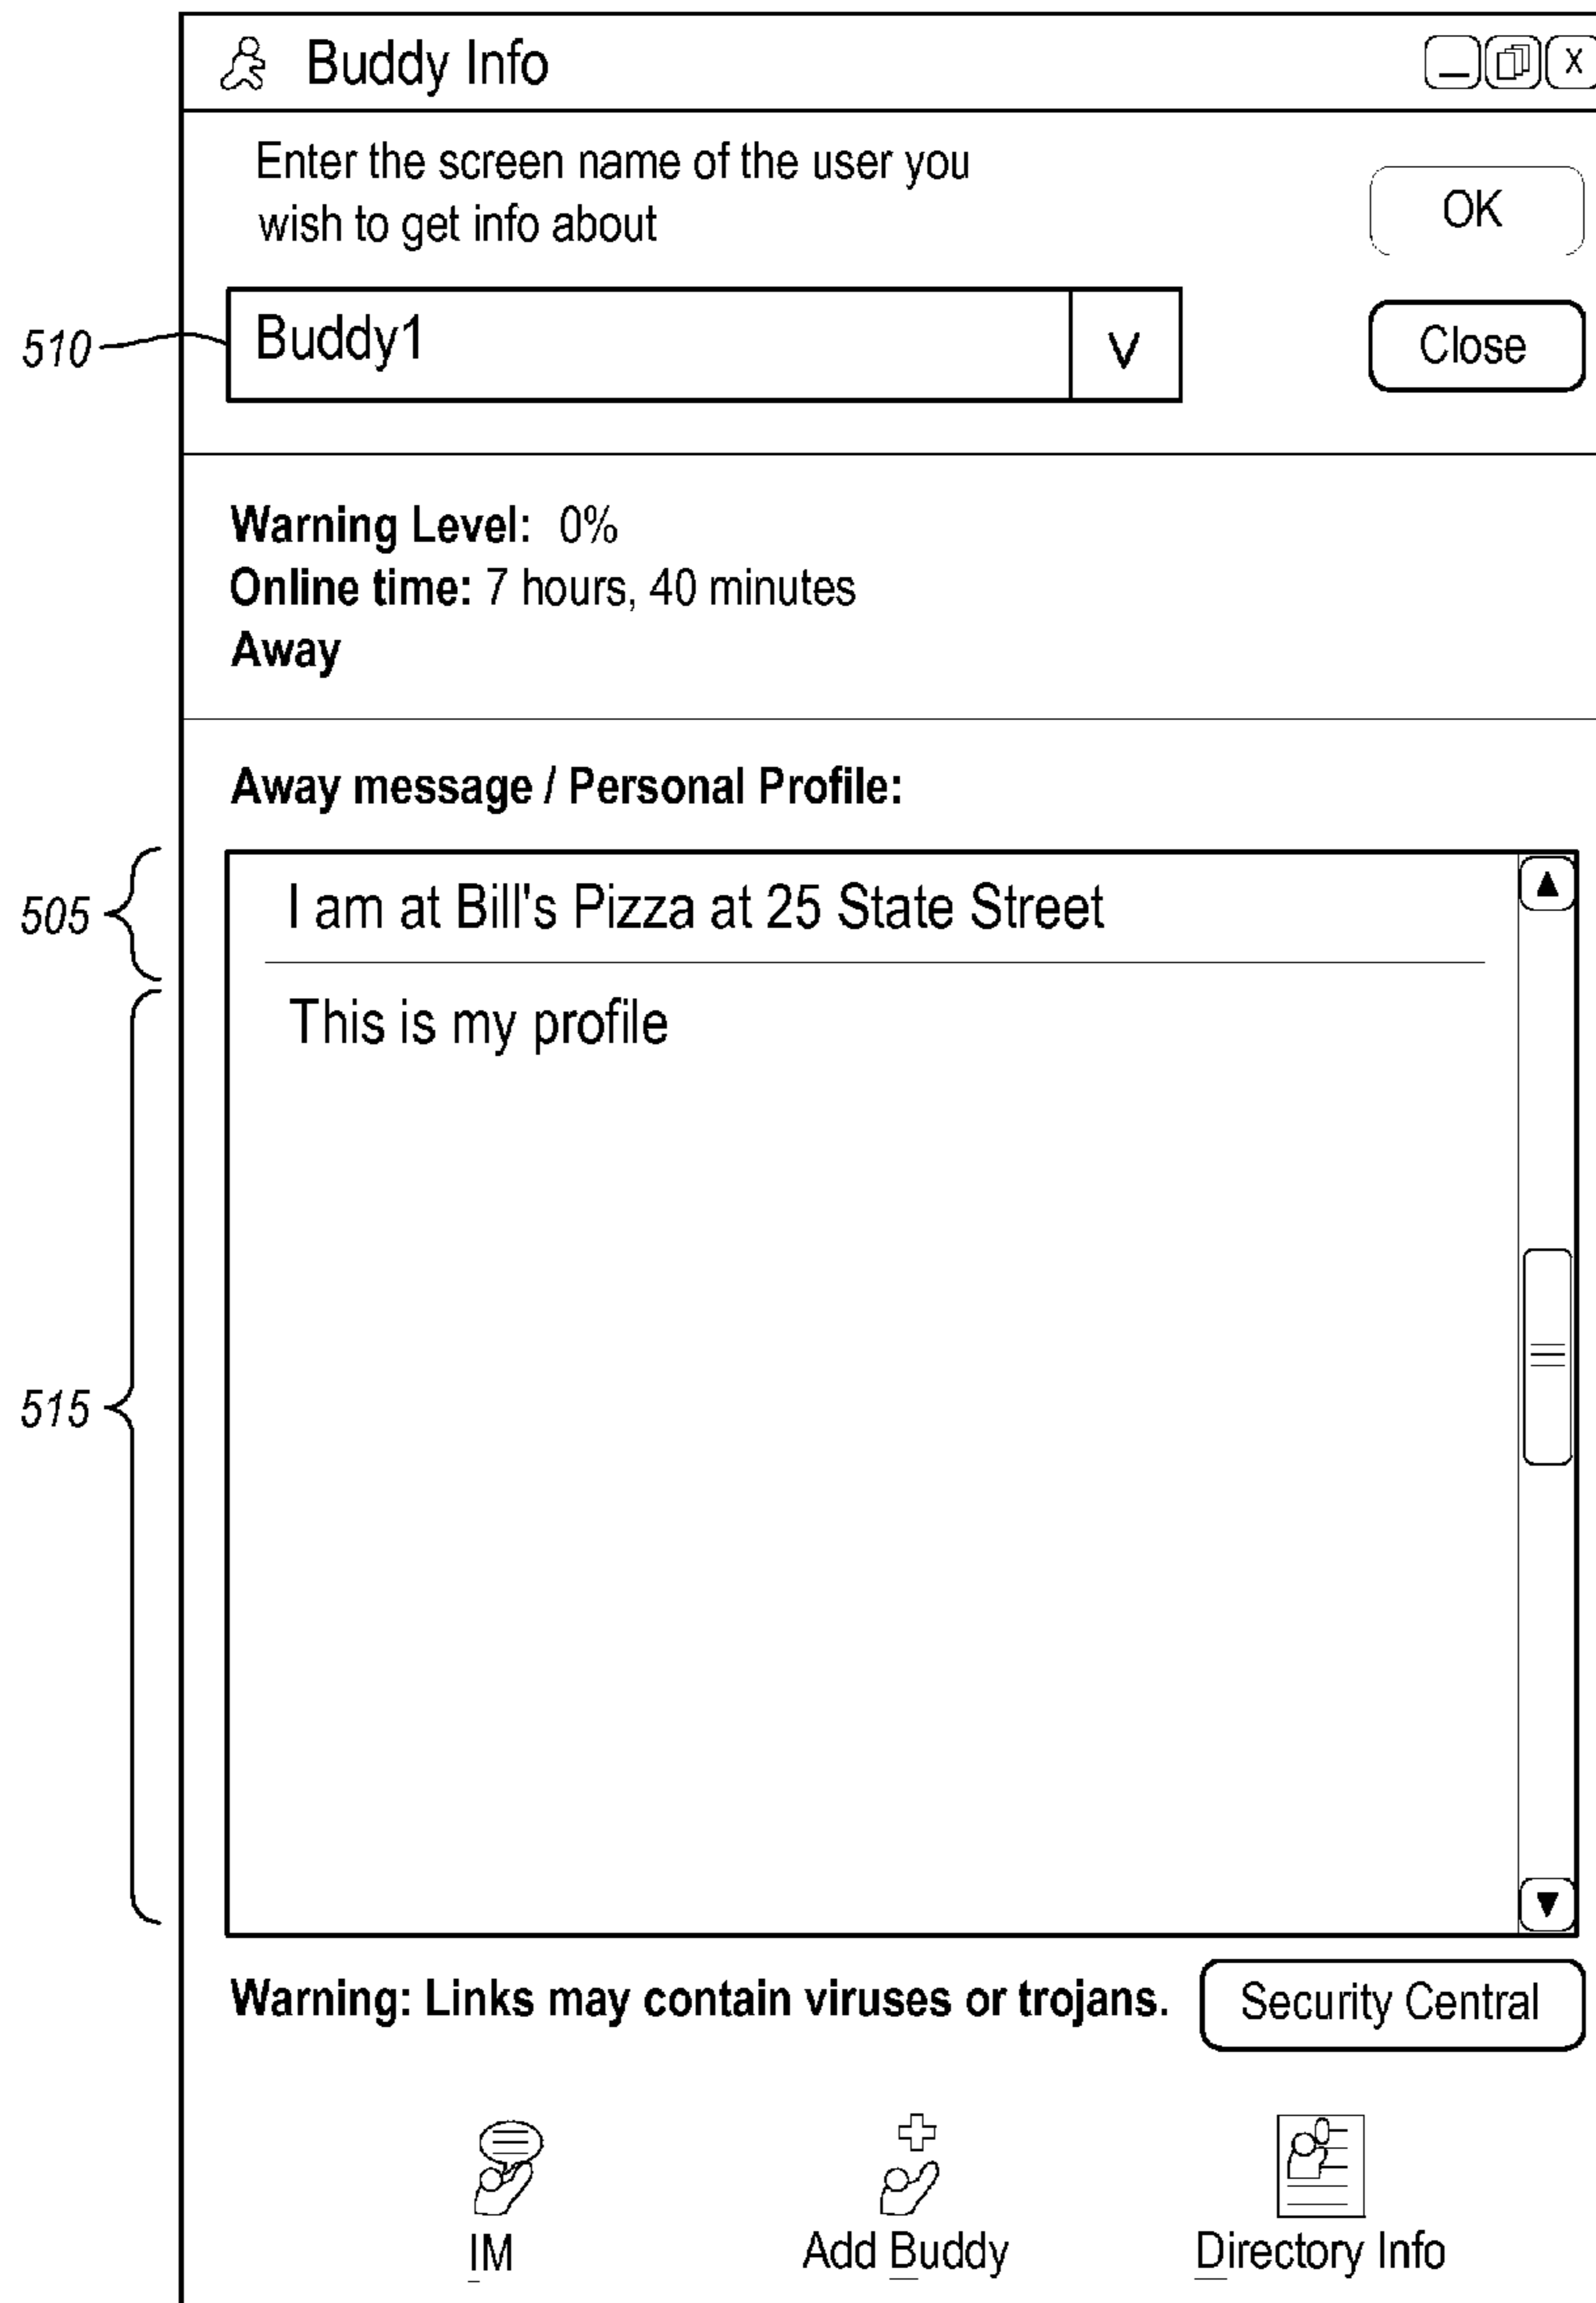 Buddy Info
X
Enter the screen name of the user you
wish to get info about
OK
510
Buddy1
V
Close
Warning Level: 0%
Online time: 7 hours, 40 minutes
Away
Away message / Personal Profile:
505
I am at Bill's Pizza at 25 State Street
This is my profile
515
Warning: Links may contain viruses or trojans.
Security Central
IM
Add Buddy
Directory Info